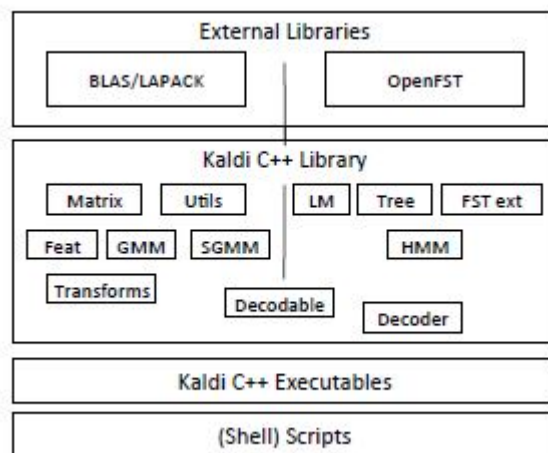 External Libraries
BLAS/LAPACK OpenFST
Kaldi C++ Library
Matrix Utils LM Tree FST ext
Feat GMM SGMM HMM
Transforms
Decodable
Decoder
Kaldi C++ Executables
(Shell) Scripts